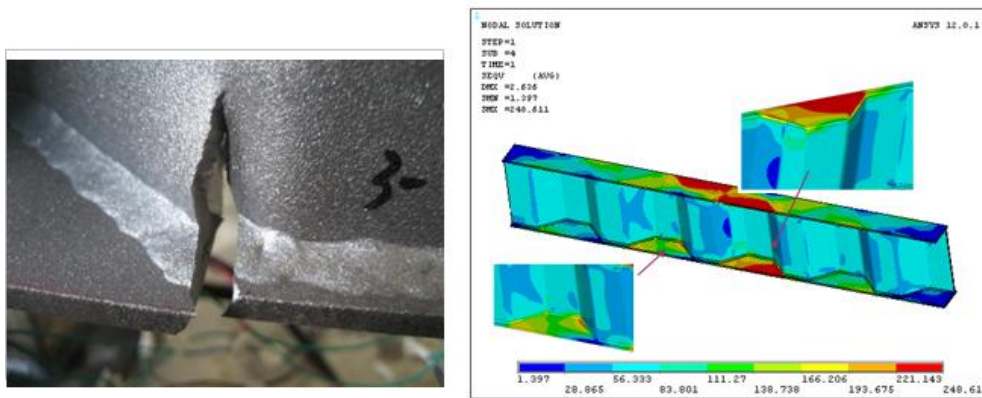 3-
1
NODAL SOLUTION
ANSYS 12.0.1
STEP=1
SUB =4
TIME=1
SEQV (AVG)
DMX =2.636
SMN =1.397
SMX =248.611
1.397 56.333 111.27 166.206 221.143
28.865 83.801 138.738 193.675 248.61